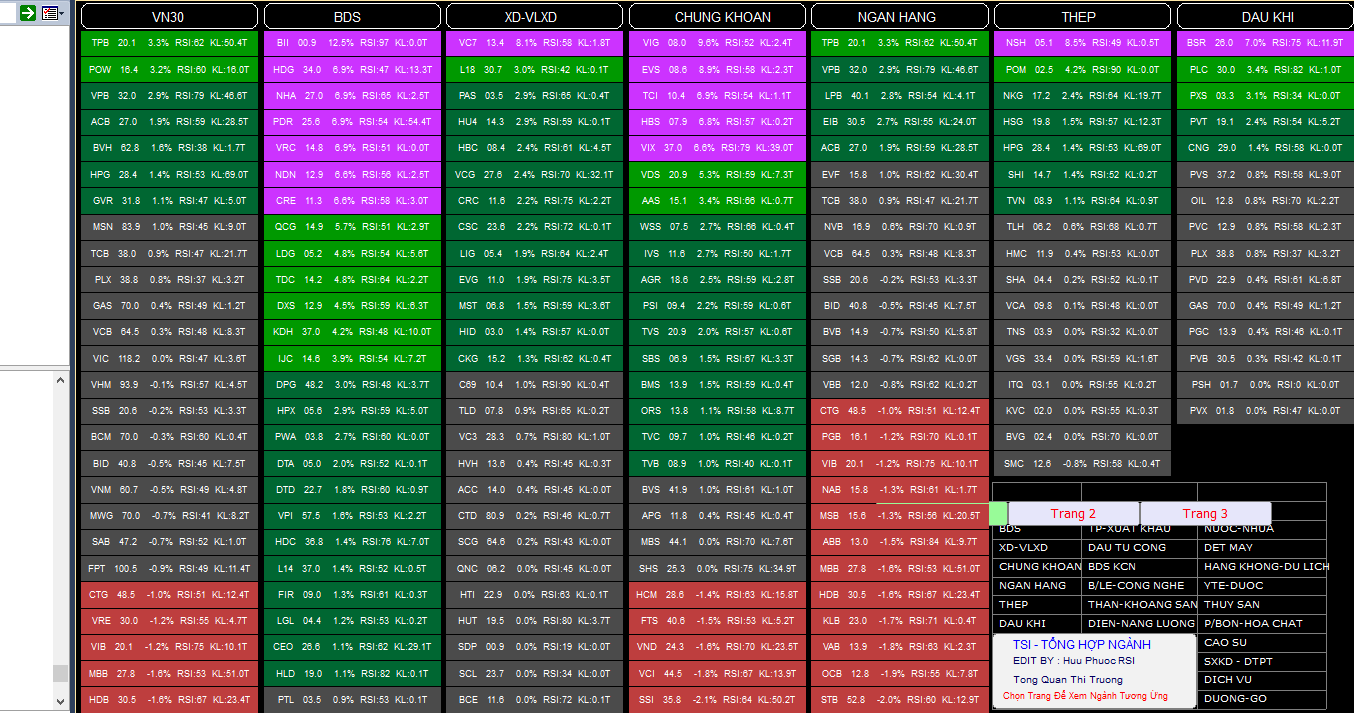 VN30
TPB 20.1 3.3% RSI:62 KL:50.4T
POW 16.4 3.2% RSI:60 KL:16.0T
VPB 32.0 2.9% RSI:79 KL:46.6T
ACB 27.0 1.9% RSI:59 KL:28.5T
BVH 62.8 1.6% RSI:38 KL:1.7T
HPG 28.4 1.4% RSI:53 KL:69.0T
GVR 31.8 1.1% RSI:47 KL:5.0T
MSN 83.9 1.0% RSI:45 KL:9.0T
TCB 38.0 0.9% RSI:47 KL:21.7T
PLX 38.8 0.8% RSI:37 KL:3.2T
GAS 70.0 0.4% RSI:49 KL:1.2T
VCB 64.5 0.3% RSI:48 KL:8.3T
VIC 118.2 0.0% RSI:47 KL:3.6T
VHM 93.9 -0.1% RSI:57 KL:4.5T
SSB 20.6 -0.2% RSI:53 KL:3.3T
BCM 70.0 -0.3% RSI:60 KL:0.4T
BID 40.8 -0.5% RSI:45 KL:7.5T
VNM 60.7 -0.5% RSI:49 KL:4.8T
MWG 70.0 -0.7% RSI:41 KL:8.2T
SAB 47.2 -0.7% RSI:52 KL:1.0T
FPT 100.5 -0.9% RSI:49 KL:11.4T
CTG 48.5 -1.0% RSI:51 KL:12.4T
VRE 30.0 -1.2% RSI:55 KL:4.7T
VIB 20.1 -1.2% RSI:75 KL:10.1T
MBB 27.8 -1.6% RSI:53 KL:51.0T
HDB 30.5 -1.6% RSI:67 KL:23.4T
BDS
BII 00.9 12.5% RSI:97 KL:0.0T
HDG 34.0 6.9% RSI:47 KL:13.3T
NHA 27.0 6.9% RSI:65 KL:2.5T
PDR 25.6 6.9% RSI:54 KL:54.4T
VRC 14.8 6.9% RSI:51 KL:0.0T
NDN 12.9 6.6% RSI:56 KL:2.5T
CRE 11.3 6.6% RSI:58 KL:3.0T
QCG 14.9 5.7% RSI:51 KL:2.9T
LDG 05.2 4.8% RSI:54 KL:5.6T
TDC 14.2 4.8% RSI:64 KL:2.2T
DXS 12.9 4.5% RSI:59 KL:6.3T
KDH 37.0 4.2% RSI:48 KL:10.0T
IJC 14.6 3.9% RSI:54 KL:7.2T
DPG 48.2 3.0% RSI:48 KL:3.7T
HPX 05.6 2.9% RSI:59 KL:5.0T
PWA 03.8 2.7% RSI:60 KL:0.0T
DTA 05.0 2.0% RSI:52 KL:0.1T
DTD 22.7 1.8% RSI:60 KL:0.9T
VPI 57.5 1.6% RSI:53 KL:2.2T
HDC 36.8 1.4% RSI:76 KL:7.0T
L14 37.0 1.4% RSI:52 KL:0.5T
FIR 09.0 1.3% RSI:61 KL:0.3T
LGL 04.4 1.2% RSI:53 KL:0.2T
CEO 26.6 1.1% RSI:62 KL:29.1T
HLD 19.0 1.1% RSI:82 KL:0.1T
PTL 03.5 0.9% RSI:53 KL:0.1T
XD-VLXD
VC7 13.4 8.1% RSI:58 KL:1.8T
L18 30.7 3.0% RSI:42 KL:0.1T
PAS 03.5 2.9% RSI:65 KL:0.4T
HU4 14.3 2.9% RSI:59 KL:0.1T
HBC 08.4 2.4% RSI:61 KL:4.5T
VCG 27.6 2.4% RSI:70 KL:32.1T
CRC 11.6 2.2% RSI:75 KL:2.2T
CSC 23.6 2.2% RSI:72 KL:0.1T
LIG 05.4 1.9% RSI:64 KL:2.4T
EVG 11.0 1.9% RSI:75 KL:3.5T
MST 06.8 1.5% RSI:59 KL:3.6T
HID 03.0 1.4% RSI:57 KL:0.0T
CKG 15.2 1.3% RSI:62 KL:0.4T
C69 10.4 1.0% RSI:90 KL:0.4T
TLD 07.8 0.9% RSI:65 KL:0.2T
VC3 28.3 0.7% RSI:80 KL:1.0T
HVH 13.6 0.4% RSI:45 KL:0.3T
ACC 14.0 0.4% RSI:45 KL:0.0T
CTD 80.9 0.2% RSI:46 KL:0.7T
SCG 64.6 0.2% RSI:43 KL:0.0T
QNC 06.2 0.0% RSI:45 KL:0.0T
HTI 22.9 0.0% RSI:63 KL:0.1T
HUT 19.5 0.0% RSI:80 KL:3.7T
SDP 00.9 0.0% RSI:19 KL:0.0T
SCL 23.7 0.0% RSI:34 KL:0.0T
BCE 11.6 0.0% RSI:72 KL:0.1T
CHUNG KHOAN
VIG 08.0 9.6% RSI:52 KL:2.4T
EVS 08.6 8.9% RSI:58 KL:2.3T
TCI 10.4 6.9% RSI:54 KL:1.1T
HBS 07.9 6.8% RSI:57 KL:0.2T
VIX 37.0 6.6% RSI:79 KL:39.0T
VDS 20.9 5.3% RSI:59 KL:7.3T
AAS 15.1 3.4% RSI:66 KL:0.7T
WSS 07.5 2.7% RSI:66 KL:0.4T
IVS 11.6 2.7% RSI:50 KL:1.7T
AGR 18.6 2.5% RSI:59 KL:2.8T
PSI 09.4 2.2% RSI:59 KL:0.6T
TVS 20.9 2.0% RSI:57 KL:0.6T
SBS 06.9 1.5% RSI:67 KL:3.3T
BMS 13.9 1.5% RSI:59 KL:0.4T
ORS 13.8 1.1% RSI:58 KL:8.7T
TVC 09.7 1.0% RSI:46 KL:0.2T
TVB 08.9 1.0% RSI:40 KL:0.1T
BVS 41.9 1.0% RSI:61 KL:1.0T
APG 11.8 0.4% RSI:45 KL:0.4T
MBS 44.1 0.0% RSI:70 KL:7.6T
SHS 25.3 0.0% RSI:75 KL:34.9T
HCM 28.6 -1.4% RSI:63 KL:15.8T
FTS 40.6 -1.5% RSI:53 KL:5.2T
VND 24.3 -1.6% RSI:70 KL:23.5T
VCI 44.5 -1.8% RSI:67 KL:13.9T
SSI 35.8 -2.1% RSI:64 KL:50.2T
NGAN HANG
TPB 20.1 3.3% RSI:62 KL:50.4T
VPB 32.0 2.9% RSI:79 KL:46.6T
LPB 40.1 2.8% RSI:54 KL:4.1T
EIB 30.5 2.7% RSI:55 KL:24.0T
ACB 27.0 1.9% RSI:59 KL:28.5T
EVF 15.8 1.0% RSI:62 KL:30.4T
TCB 38.0 0.9% RSI:47 KL:21.7T
NVB 16.9 0.6% RSI:70 KL:0.9T
VCB 64.5 0.3% RSI:48 KL:8.3T
SSB 20.6 -0.2% RSI:53 KL:3.3T
BID 40.8 -0.5% RSI:45 KL:7.5T
BVB 14.9 -0.7% RSI:50 KL:5.8T
SGB 14.3 -0.7% RSI:62 KL:0.0T
VBB 12.0 -0.8% RSI:62 KL:0.2T
CTG 48.5 -1.0% RSI:51 KL:12.4T
PGB 16.1 -1.2% RSI:70 KL:0.1T
VIB 20.1 -1.2% RSI:75 KL:10.1T
NAB 15.8 -1.3% RSI:61 KL:1.7T
MSB 15.6 -1.3% RSI:56 KL:20.5T
ABB 13.0 -1.5% RSI:84 KL:9.7T
MBB 27.8 -1.6% RSI:53 KL:51.0T
HDB 30.5 -1.6% RSI:67 KL:23.4T
KLB 23.0 -1.7% RSI:71 KL:0.4T
VAB 13.9 -1.8% RSI:63 KL:2.3T
OCB 12.8 -1.9% RSI:55 KL:7.8T
STB 52.8 -2.0% RSI:60 KL:12.9T
THEP
NSH 05.1 8.5% RSI:49 KL:0.5T
POM 02.5 4.2% RSI:90 KL:0.0T
NKG 17.2 2.4% RSI:64 KL:19.7T
HSG 19.8 1.5% RSI:57 KL:12.3T
HPG 28.4 1.4% RSI:53 KL:69.0T
SHI 14.7 1.4% RSI:52 KL:0.2T
TVN 08.9 1.1% RSI:64 KL:0.9T
TLH 06.2 0.6% RSI:68 KL:0.7T
HMC 11.9 0.4% RSI:53 KL:0.0T
SHA 04.4 0.2% RSI:52 KL:0.1T
VCA 09.8 0.1% RSI:48 KL:0.0T
TNS 03.9 0.0% RSI:32 KL:0.0T
VGS 33.4 0.0% RSI:59 KL:1.6T
ITQ 03.1 0.0% RSI:55 KL:0.2T
KVC 02.0 0.0% RSI:55 KL:0.3T
BVG 02.4 0.0% RSI:70 KL:0.0T
SMC 12.6 -0.8% RSI:58 KL:0.4T
DAU KHI
BSR 26.0 7.0% RSI:75 KL:11.9T
PLC 30.0 3.4% RSI:82 KL:1.0T
PXS 03.3 3.1% RSI:34 KL:0.0T
PVT 19.1 2.4% RSI:54 KL:5.2T
CNG 29.0 1.4% RSI:58 KL:0.0T
PVS 37.2 0.8% RSI:58 KL:9.0T
OIL 12.8 0.8% RSI:70 KL:2.2T
PVC 12.9 0.8% RSI:58 KL:2.3T
PLX 38.8 0.8% RSI:37 KL:3.2T
PVD 22.9 0.4% RSI:61 KL:6.8T
GAS 70.0 0.4% RSI:49 KL:1.2T
PGC 13.9 0.4% RSI:46 KL:0.1T
PVB 30.5 0.3% RSI:42 KL:0.1T
PSH 01.7 0.0% RSI:0 KL:0.0T
PVX 01.8 0.0% RSI:47 KL:0.0T
Trang 2 Trang 3
BDS TP-XUAT KHAU NUOC-NHUA
XD-VLXD DAU TU CONG DET MAY
CHUNG KHOAN BDS KCN HANG KHONG-DU LICH
NGAN HANG B/LE-CONG NGHE YTE-DUOC
THEP THAN-KHOANG SAN THUY SAN
DAU KHI DIEN-NANG LUONG P/BON-HOA CHAT
CAO SU
SXKD - DTPT
DICH VU
DUONG-GO
TSI - TỔNG HỢP NGÀNH
EDIT BY : Huu Phuoc RSI
Tong Quan Thi Truong
Chọn Trang Để Xem Ngành Tương Ứng